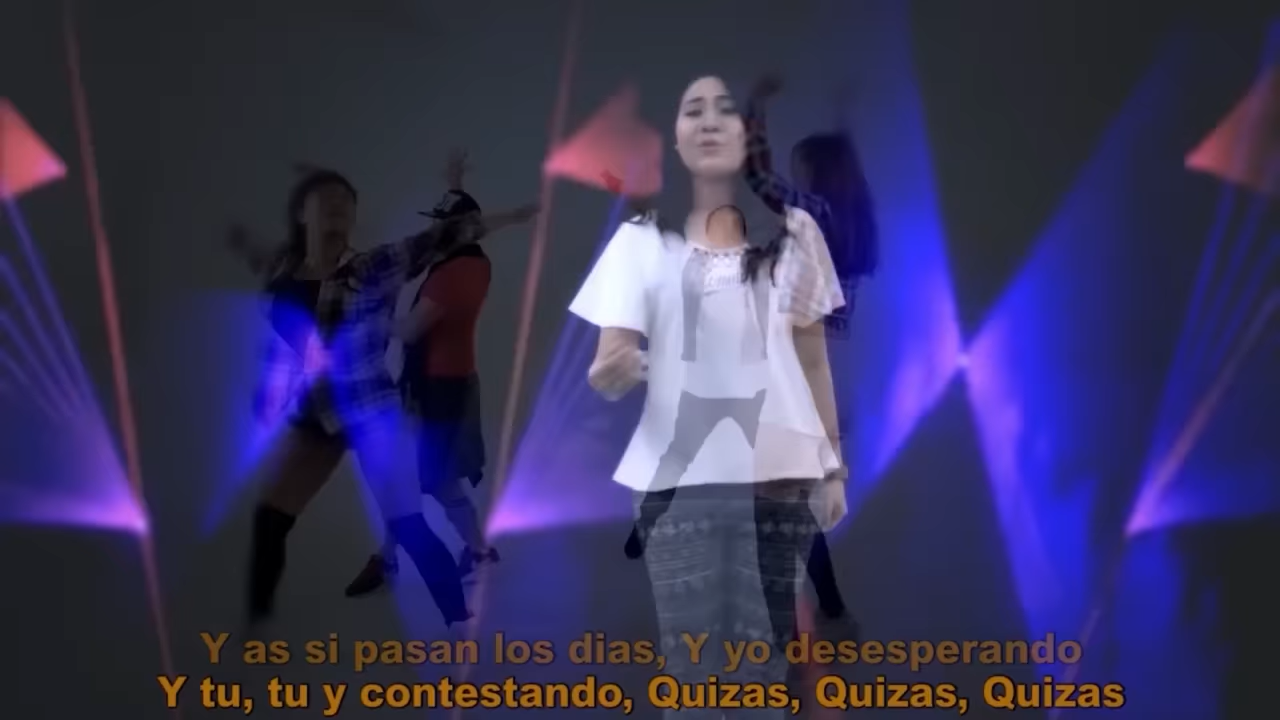 Y as si pasan los dias, Y yo desesperando
Y tu, tu y contestando, Quizas, Quizas, Quizas